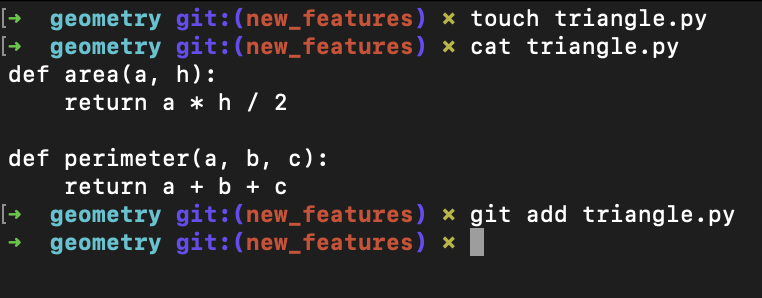 [➜  geometry git:(new_features) × touch triangle.py
[➜  geometry git:(new_features) × cat triangle.py
def area(a, h):
    return a * h / 2

def perimeter(a, b, c):
    return a + b + c
[➜  geometry git:(new_features) × git add triangle.py
➜  geometry git:(new_features) ×